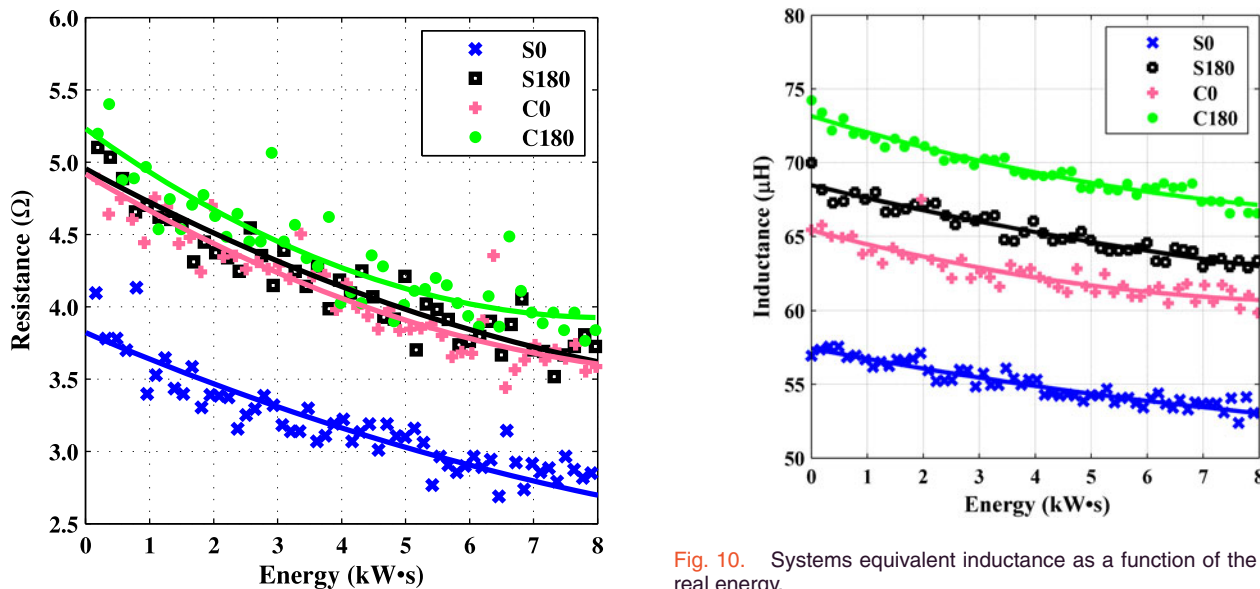 6.0
5.5
5.0
4.5
4.0
3.5
3.0
2.5
Resistance (Ω)
0 1 2 3 4 5 6 7 8
Energy (kW•s)
S0
S180
C0
C180
80
75
70
65
60
55
50
Inductance (μH)
0 1 2 3 4 5 6 7 8
Energy (kW•s)
S0
S180
C0
C180
Fig. 10. Systems equivalent inductance as a function of the
real energy.